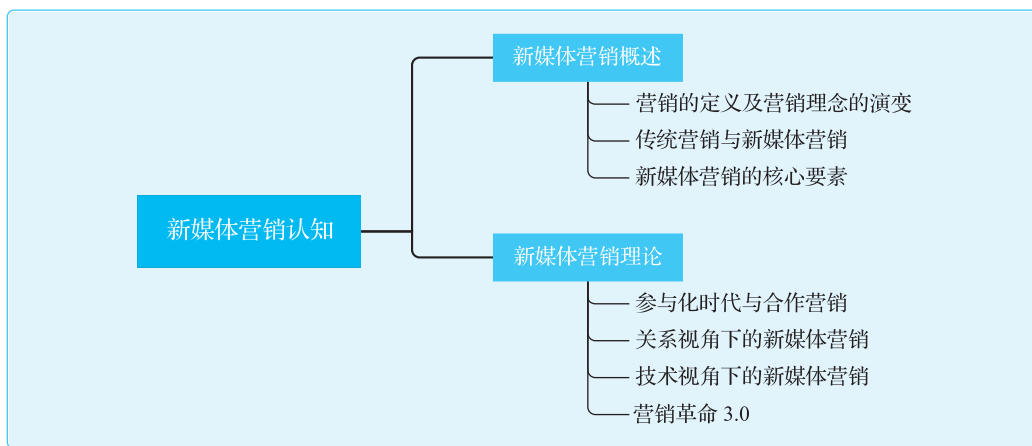 新媒体营销概述
营销的定义及营销理念的演变
传统营销与新媒体营销
新媒体营销的核心要素
新媒体营销认知
新媒体营销理论
参与化时代与合作营销
关系视角下的新媒体营销
技术视角下的新媒体营销
营销革命 3.0